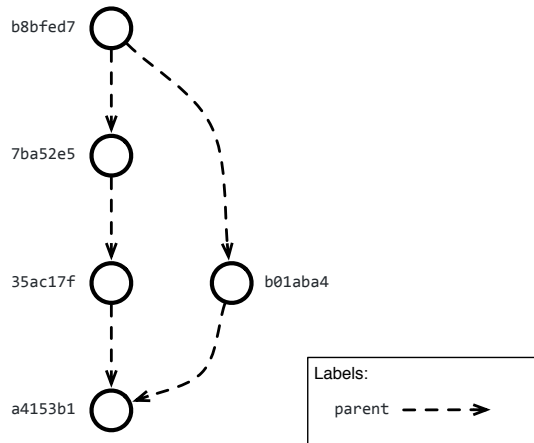 b8bfed7
7ba52e5
35ac17f
b01aba4
a4153b1
Labels:
parent